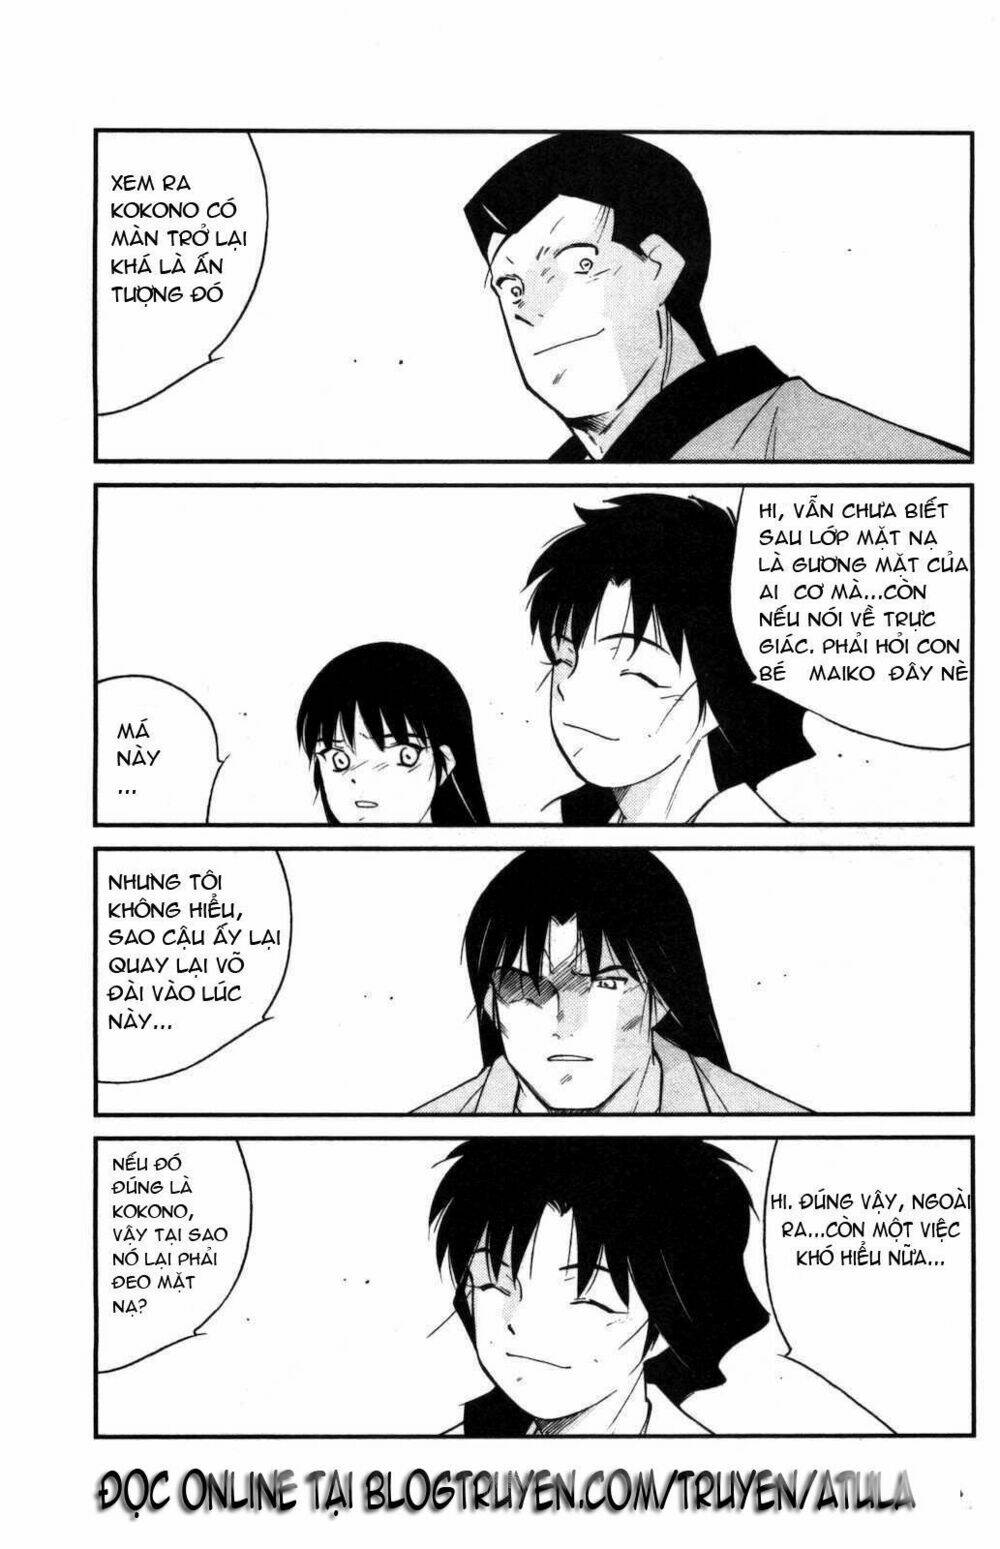 XEM RA
KOKONO CÓ
MÀN TRỞ LẠI
KHÁ LÀ ẤN
TƯỢNG ĐÓ
HI, VẪN CHƯA BIẾT
SAU LỚP MẶT NẠ
LÀ GƯƠNG MẶT CỦA
AI CƠ MÀ...CÒN
NẾU NÓI VỀ TRỰC
GIÁC. PHẢI HỎI CON
BÉ MAIKO ĐÂY NÈ
MÁ
NÀY
...
NHƯNG TÔI
KHÔNG HIỂU,
SAO CẬU ẤY LẠI
QUAY LẠI VÕ
ĐÀI VÀO LÚC
NÀY...
NẾU ĐÓ
ĐÚNG LÀ
KOKONO,
VẬY TẠI SAO
NÓ LẠI PHẢI
ĐEO MẶT
NẠ?
HI. ĐÚNG VẬY, NGOÀI
RA...CÒN MỘT VIỆC
KHÓ HIỂU NỮA...
ĐỌC ONLINE TẠI BLOGTRUYEN.COM/TRUYEN/ATULA